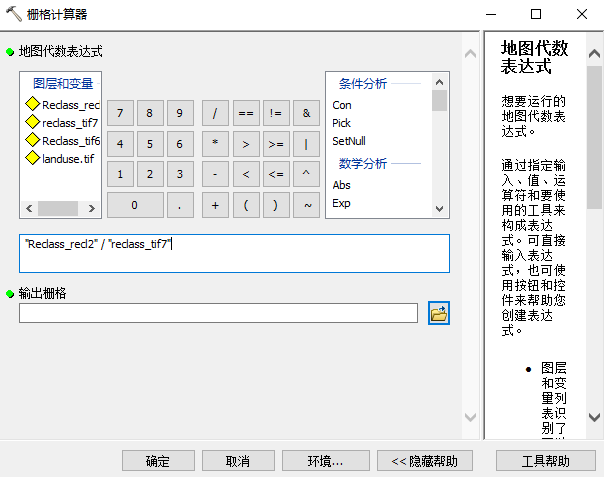 栅格计算器
地图代数表达式
图层和变量
Reclass_rec
reclass_tif7
Reclass_tif6
landuse.tif
7 8 9 / == != &
4 5 6 * > >= |
1 2 3 - < <= ^
0 . + ( ) ~
条件分析
Con
Pick
SetNull
数学分析
Abs
Exp
"Reclass_recl2" / "reclass_tif7"
输出栅格
确定 取消 环境... << 隐藏帮助 工具帮助
地图代数
表达式
想要运行的
地图代数表
达式。
通过指定输
入、值、运
算符和要使
用的工具来
构成表达
式。可直接
输入表达
式，也可使
用按钮和控
件来帮助您
创建表达
式。
图层
和变
量列
表识
别了